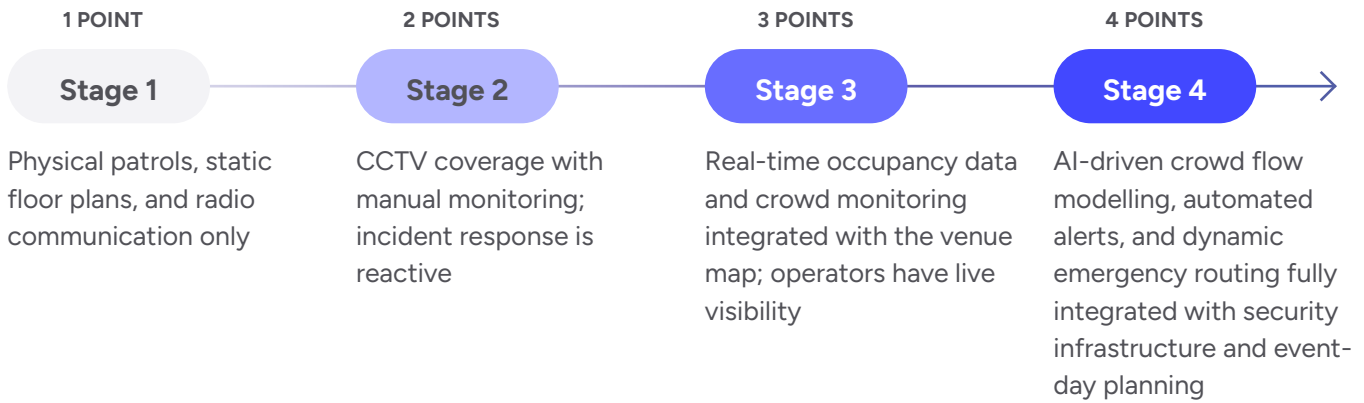 1 POINT
Stage 1
Physical patrols, static
floor plans, and radio
communication only
2 POINTS
Stage 2
CCTV coverage with
manual monitoring;
incident response is
reactive
3 POINTS
Stage 3
Real-time occupancy data
and crowd monitoring
integrated with the venue
map; operators have live
visibility
4 POINTS
Stage 4
AI-driven crowd flow
modelling, automated
alerts, and dynamic
emergency routing fully
integrated with security
infrastructure and event-
day planning